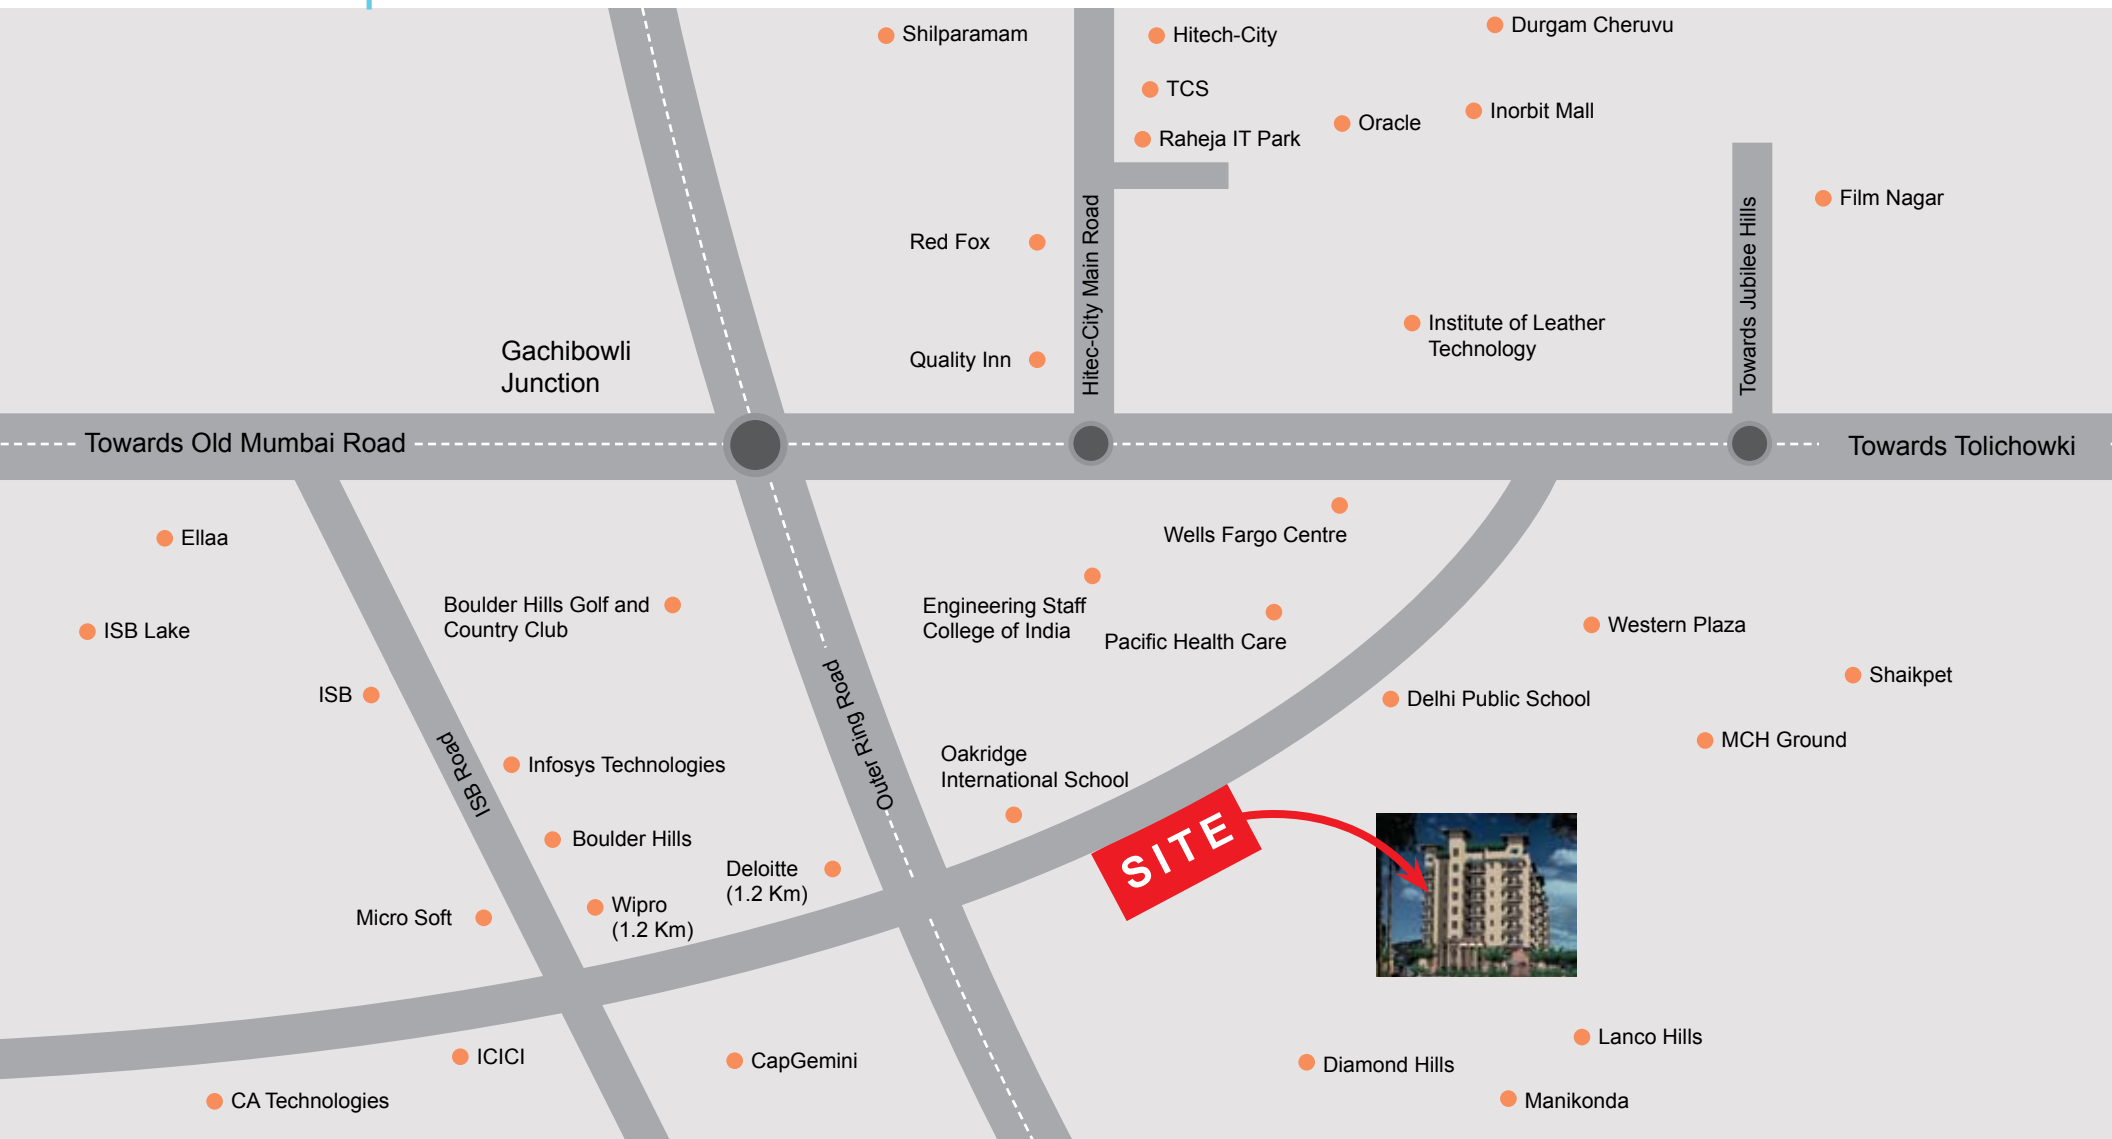 Shilparamam
Hitech-City
Durgam Cheruvu
TCS
Raheja IT Park
Oracle
Inorbit Mall
Film Nagar
Red Fox
Hitec-City Main Road
Towards Jubilee Hills
Quality Inn
Institute of Leather
Technology
Gachibowli
Junction
Towards Old Mumbai Road
Towards Tolichowki
Ellaa
Wells Fargo Centre
ISB Lake
Boulder Hills Golf and
Country Club
Engineering Staff
College of India
Pacific Health Care
Western Plaza
ISB
Outer Ring Road
Delhi Public School
Shaikpet
ISB Road
Infosys Technologies
Oakridge
International School
MCH Ground
Boulder Hills
SITE
Deloitte
(1.2 Km)
Micro Soft
Wipro
(1.2 Km)
ICICI
CapGemini
Diamond Hills
Lanco Hills
CA Technologies
Manikonda